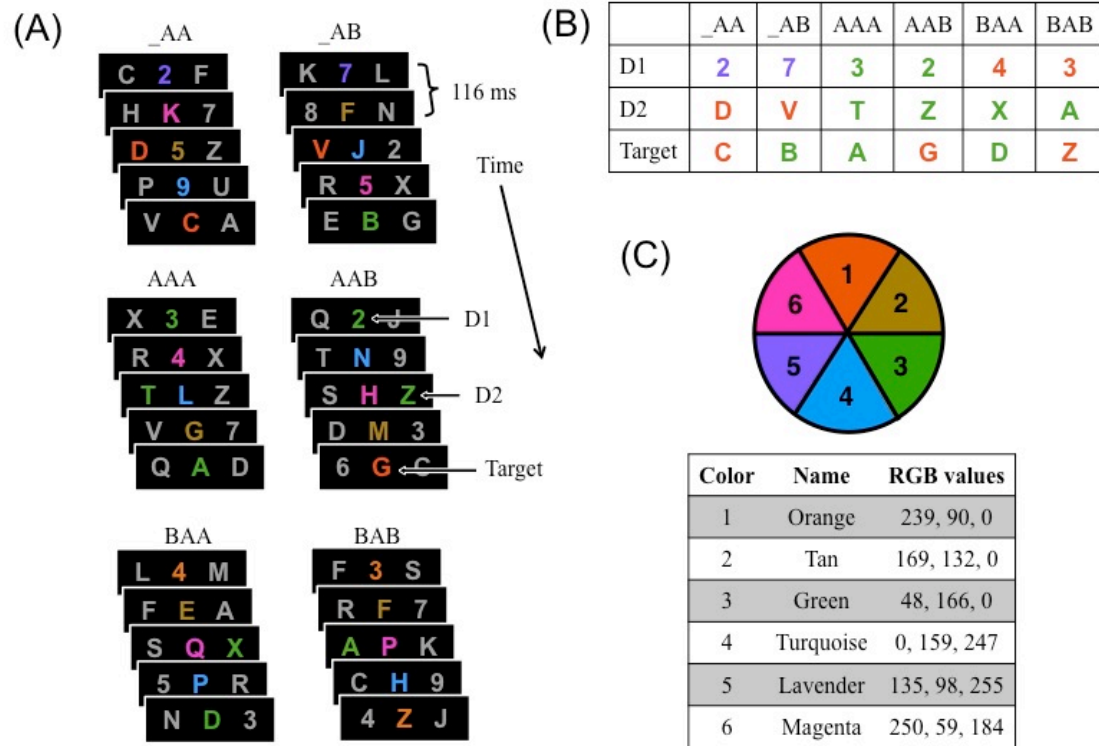 (A)
_AA
C 2 F
H K 7
D 5 Z
P 9 U
V C A
_AB
K 7 L
8 F N
V J 2
R 5 X
E B G
116 ms
Time
AAA
X 3 E
R 4 X
T L Z
V G 7
Q A D
AAB
Q 2 J
T N 9
S H Z
D M 3
6 G C
D1
D2
Target
BAA
L 4 M
F E A
S Q X
5 P R
N D 3
BAB
F 3 S
R F 7
A P K
C H 9
4 Z J
(B)
_AA _AB AAA AAB BAA BAB
D1 2 7 3 2 4 3
D2 D V T Z X A
Target C B A G D Z
(C)
1
2
3
4
5
6
Color Name RGB values
1 Orange 239, 90, 0
2 Tan 169, 132, 0
3 Green 48, 166, 0
4 Turquoise 0, 159, 247
5 Lavender 135, 98, 255
6 Magenta 250, 59, 184